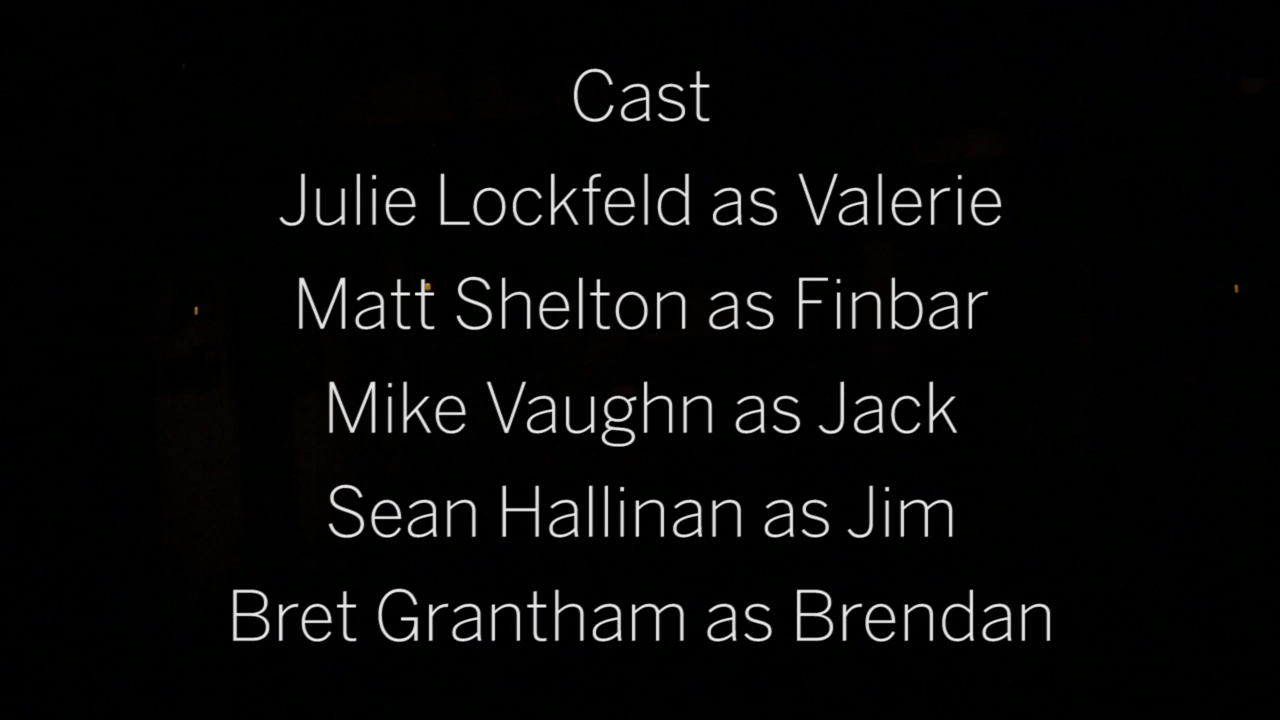 Cast
Julie Lockfeld as Valerie
Matt Shelton as Finbar
Mike Vaughn as Jack
Sean Hallinan as Jim
Bret Grantham as Brendan